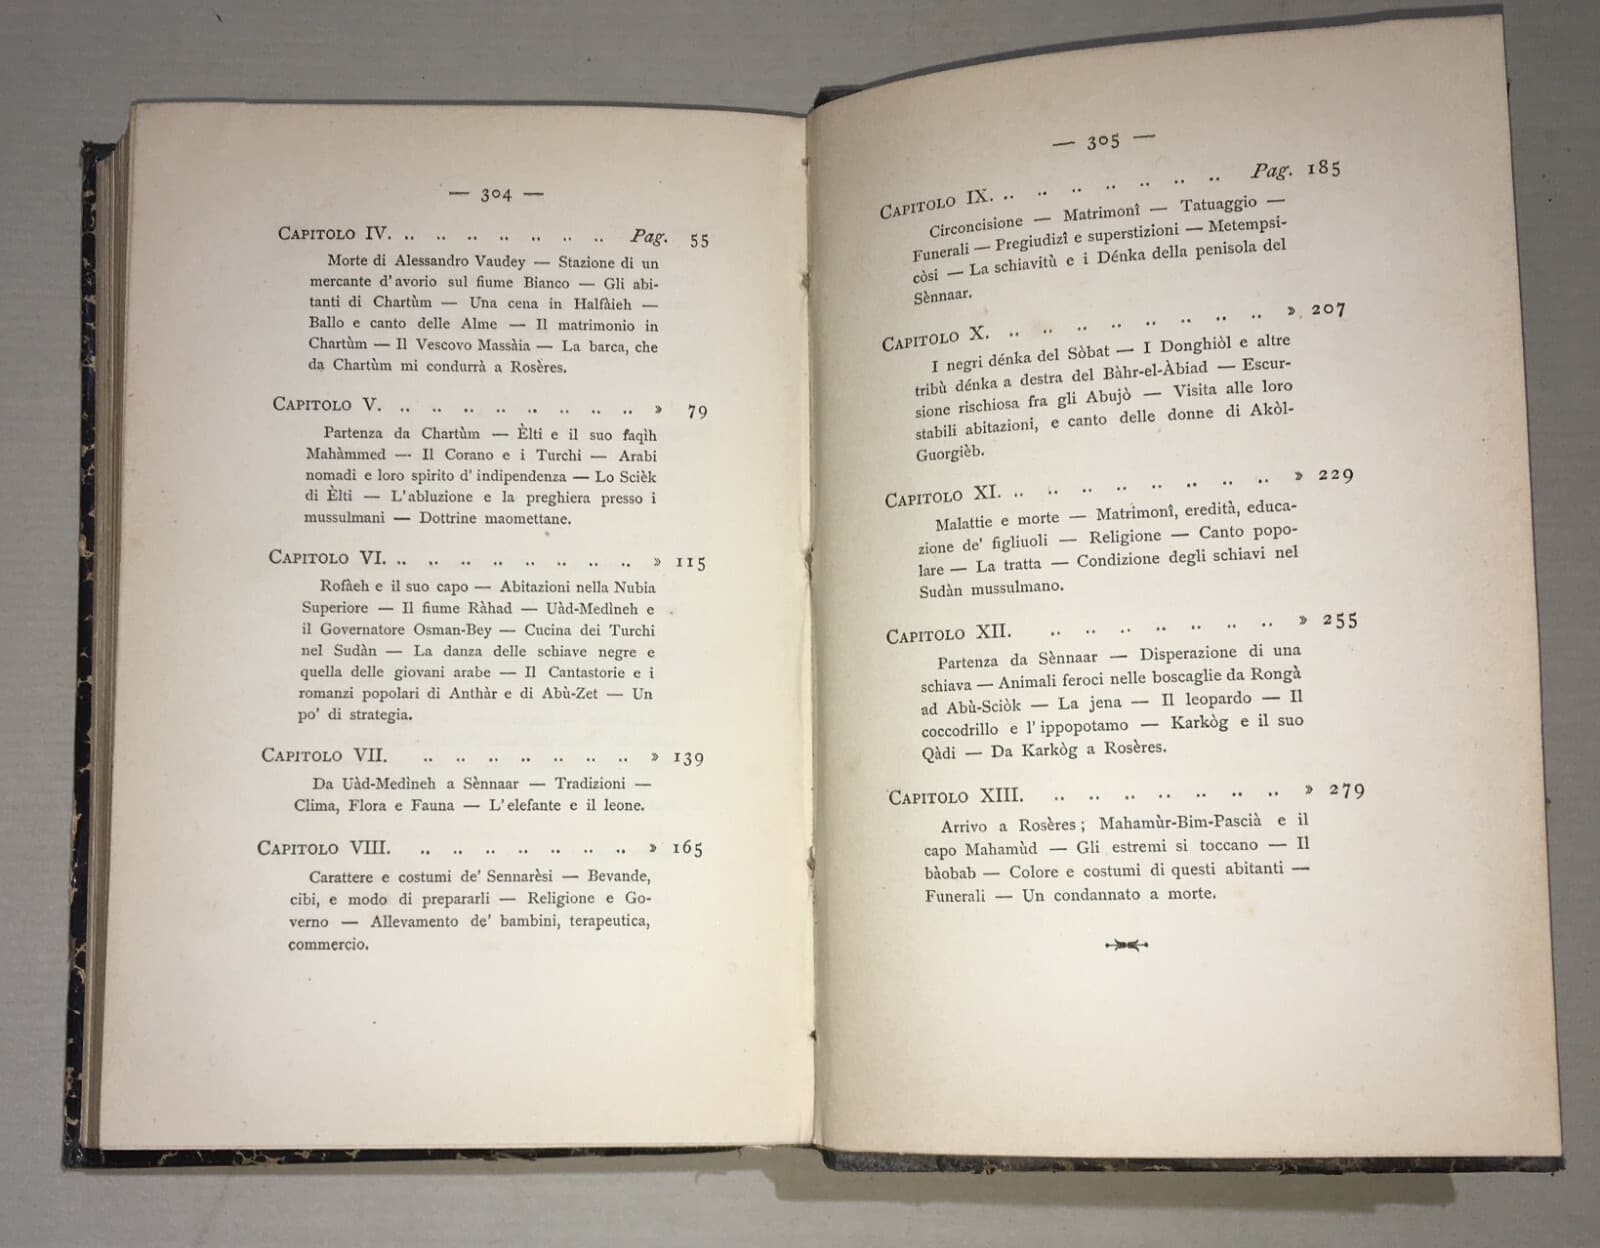 — 304 —
CAPITOLO IV. .. .. .. .. .. .. .. Pag. 55
Morte di Alessandro Vaudey — Stazione di un
mercante d'avorio sul fiume Bianco — Gli abi-
tanti di Chartùm — Una cena in Halfàieh —
Ballo e canto delle Alme — Il matrimonio in
Chartùm — Il Vescovo Massàia — La barca, che
da Chartùm mi condurrà a Rosères.
CAPITOLO V. .. .. .. .. .. .. .. .. » 79
Partenza da Chartùm — Èlti e il suo faqìh
Mahàmmed — Il Corano e i Turchi — Arabi
nomadi e loro spirito d'indipendenza — Lo Scièk
di Èlti — L'abluzione e la preghiera presso i
mussulmani — Dottrine maomettane.
CAPITOLO VI. .. .. .. .. .. .. .. .. » 115
Rofàeh e il suo capo — Abitazioni nella Nubia
Superiore — Il fiume Ràhad — Uàd-Medìneh e
il Governatore Osman-Bey — Cucina dei Turchi
nel Sudàn — La danza delle schiave negre e
quella delle giovani arabe — Il Cantastorie e i
romanzi popolari di Anthàr e di Abù-Zet — Un
po' di strategia.
CAPITOLO VII. .. .. .. .. .. .. .. » 139
Da Uàd-Medìneh a Sènnaar — Tradizioni —
Clima, Flora e Fauna — L'elefante e il leone.
CAPITOLO VIII. .. .. .. .. .. .. .. » 165
Carattere e costumi de' Sennarèsi — Bevande,
cibi, e modo di prepararli — Religione e Go-
verno — Allevamento de' bambini, terapeutica,
commercio.
— 305 —
CAPITOLO IX. .. .. .. .. .. .. .. Pag. 185
Circoncisione — Matrimonî — Tatuaggio —
Funerali — Pregiudizî e superstizioni — Metempsi-
còsi — La schiavitù e i Dénka della penisola del
Sènnaar.
CAPITOLO X. .. .. .. .. .. .. .. .. » 207
I negri dénka del Sòbat — I Donghiòl e altre
tribù dénka a destra del Bàhr-el-Àbiad — Escur-
sione rischiosa fra gli Abujò — Visita alle loro
stabili abitazioni, e canto delle donne di Akòl-
Guorgièb.
CAPITOLO XI. .. .. .. .. .. .. .. .. » 229
Malattie e morte — Matrimonî, eredità, educa-
zione de' figliuoli — Religione — Canto popo-
lare — La tratta — Condizione degli schiavi nel
Sudàn mussulmano.
CAPITOLO XII. .. .. .. .. .. .. .. » 255
Partenza da Sènnaar — Disperazione di una
schiava — Animali feroci nelle boscaglie da Rongà
ad Abù-Sciòk — La jena — Il leopardo — Il
coccodrillo e l'ippopotamo — Karkòg e il suo
Qàdi — Da Karkòg a Rosères.
CAPITOLO XIII. .. .. .. .. .. .. .. » 279
Arrivo a Rosères; Mahamùr-Bim-Pascià e il
capo Mahamùd — Gli estremi si toccano — Il
bàobab — Colore e costumi di questi abitanti —
Funerali — Un condannato a morte.